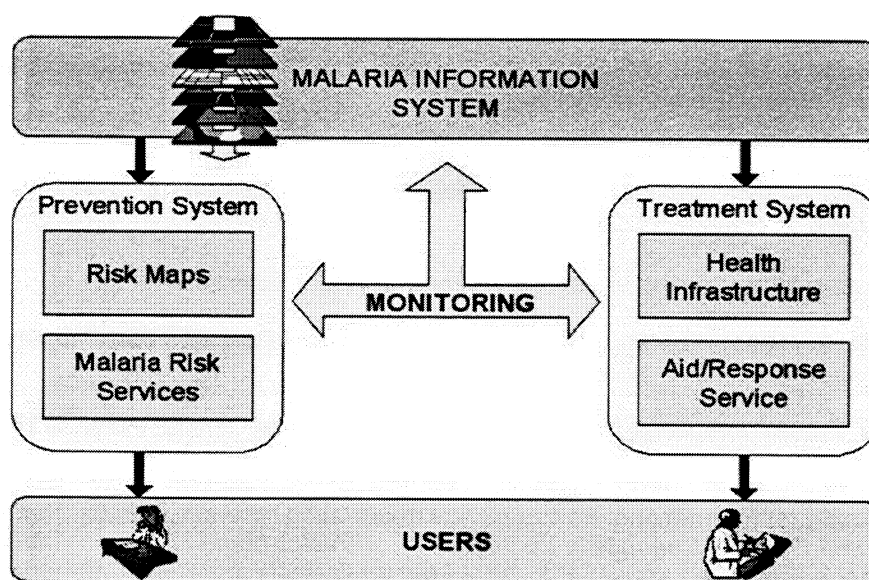 MALARIA INFORMATION
SYSTEM
Prevention System
Risk Maps
Malaria Risk
Services
MONITORING
Treatment System
Health
Infrastructure
Aid/Response
Service
USERS